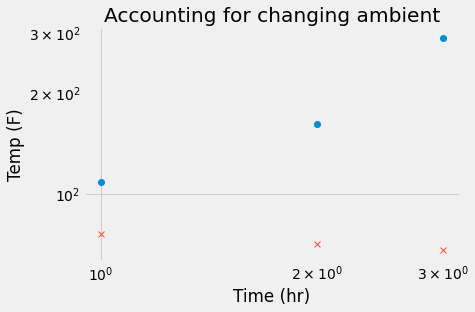 Accounting for changing ambient
3 × 10²
2 × 10²
10²
Temp (F)
10⁰
2 × 10⁰
3 × 10⁰
Time (hr)